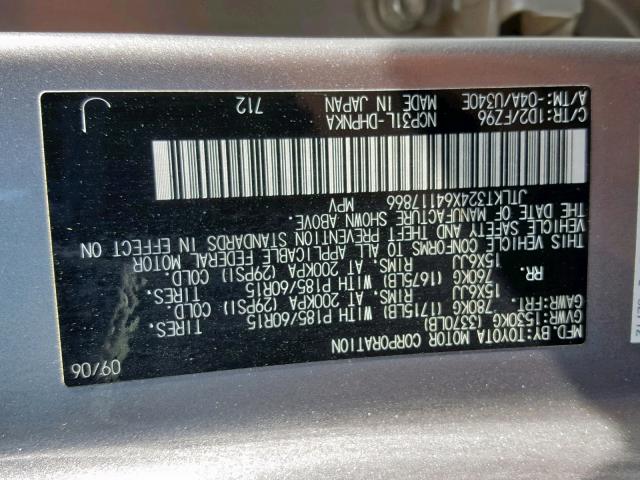 MFD. BY: TOYOTA MOTOR CORPORATION 09/06
GVWR: 1530KG (3370LB)
GAWR: FRT. 780KG (1715LB) WITH P185/60R15 TIRES.
15X6JJ RIMS AT 200KPA (29PSI) COLD.
RR. 760KG (1675LB) WITH P185/60R15 TIRES.
15X6JJ RIMS AT 200KPA (29PSI) COLD.
THIS VEHICLE CONFORMS TO ALL APPLICABLE FEDERAL MOTOR
VEHICLE SAFETY AND THEFT PREVENTION STANDARDS IN EFFECT ON
THE DATE OF MANUFACTURE SHOWN ABOVE.
JTLKT324X64117866 MPV
C/TR: 1D2/FZ96 NCP31L-DHPNKA 712
A/TM: -04A/U340E MADE IN JAPAN
J